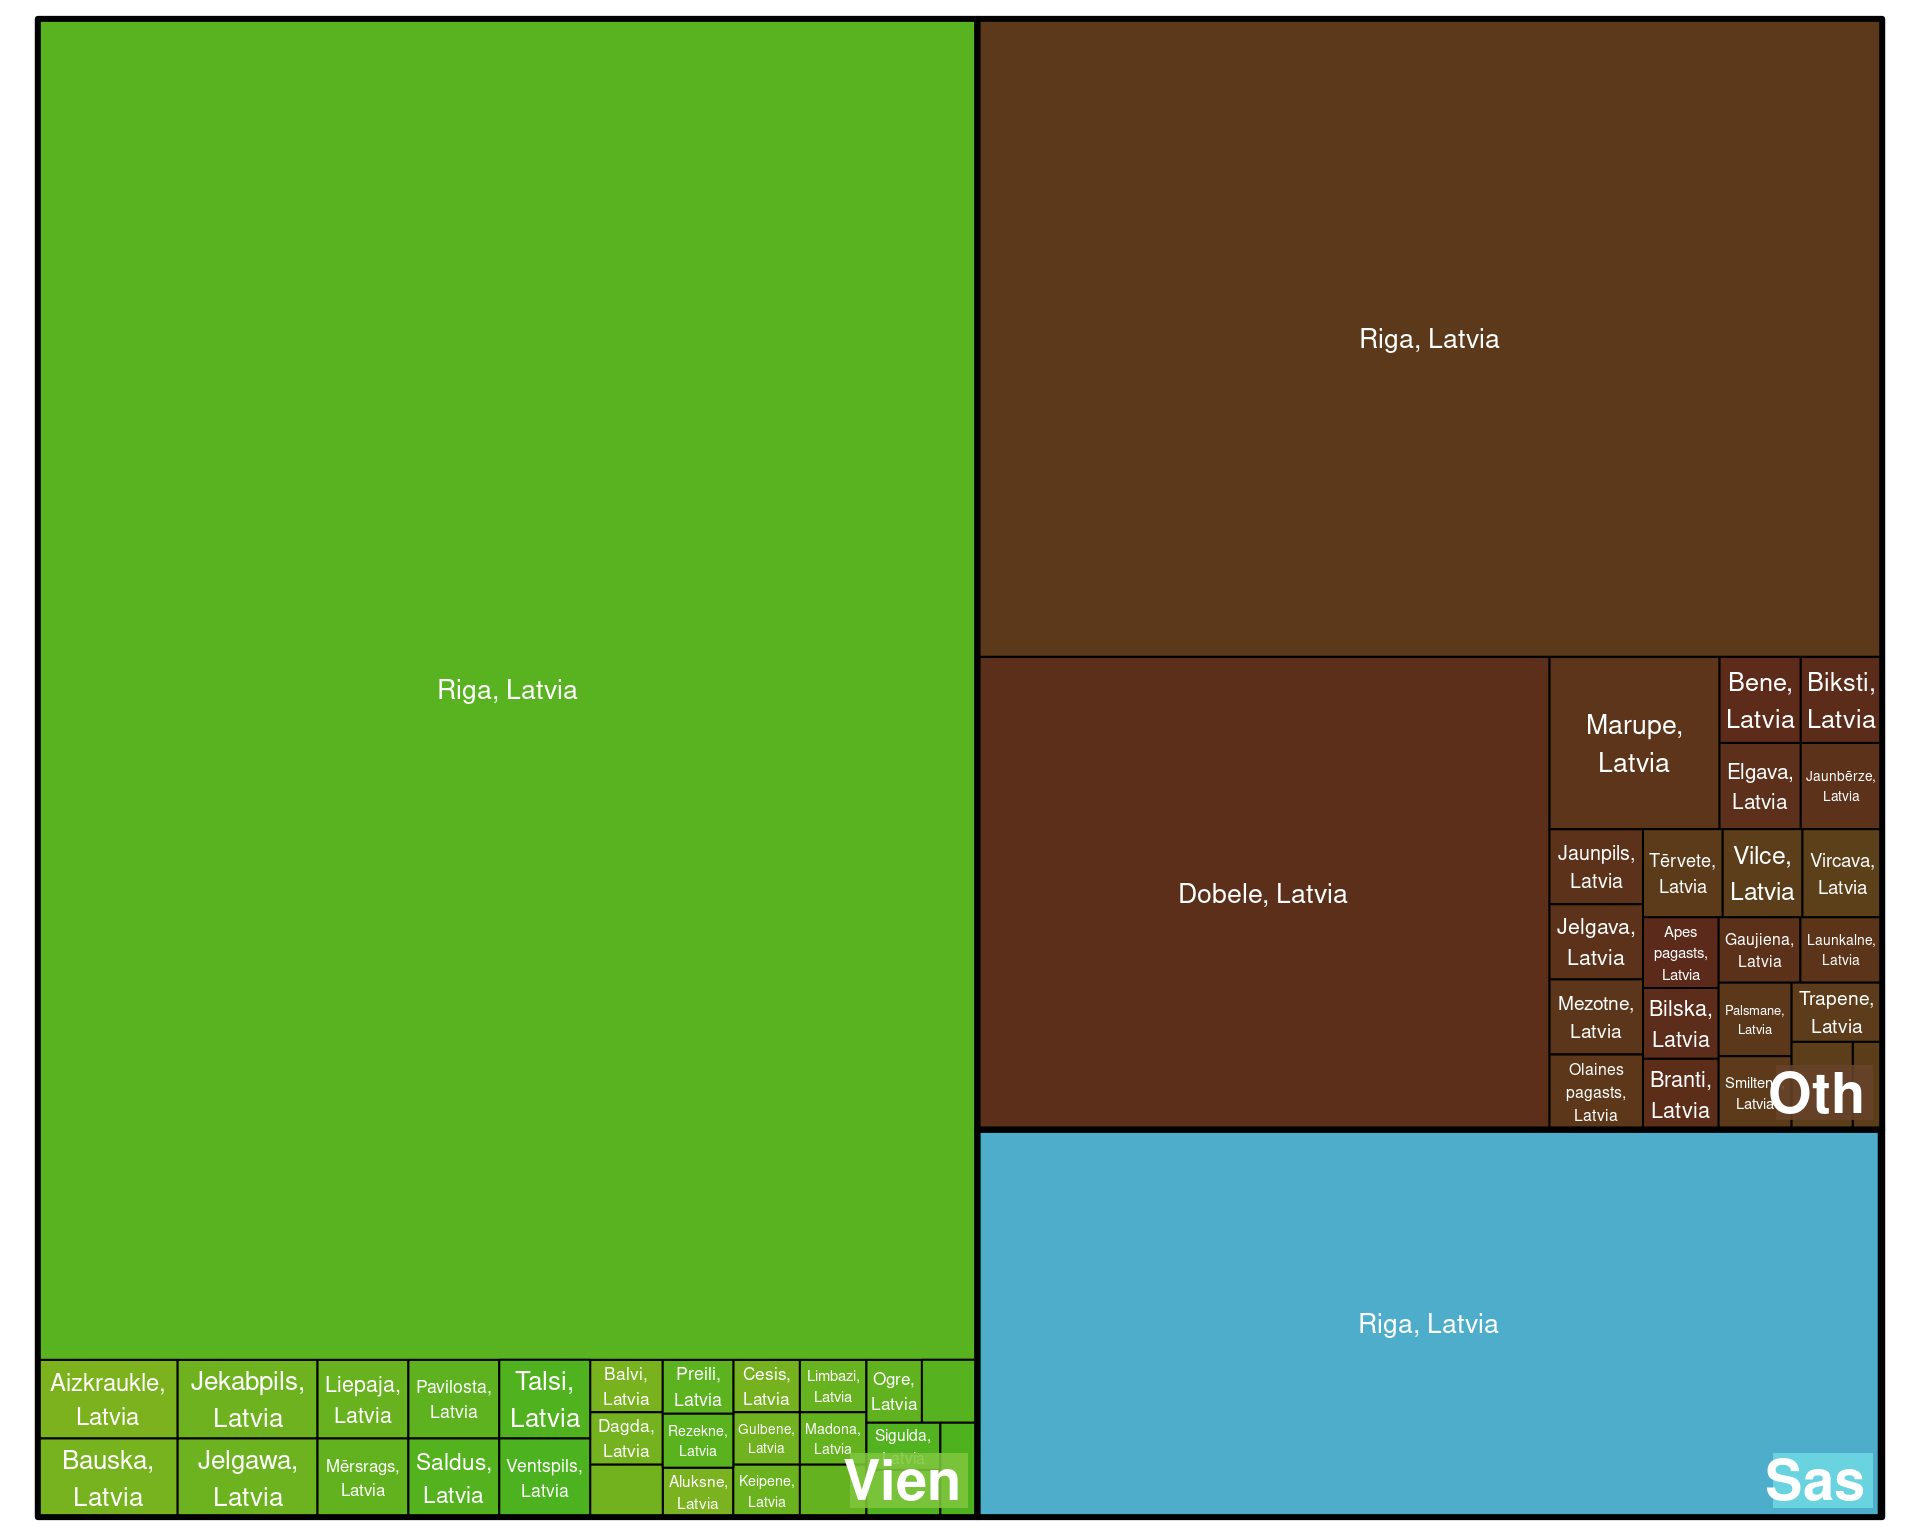 Riga, Latvia
Aizkraukle,
Latvia
Jekabpils,
Latvia
Liepaja,
Latvia
Pavilosta,
Latvia
Talsi,
Latvia
Balvi,
Latvia
Preili,
Latvia
Cesis,
Latvia
Limbazi,
Latvia
Ogre,
Latvia
Dagda,
Latvia
Rezekne,
Latvia
Gulbene,
Latvia
Madona,
Latvia
Sigulda,
Latvia
Bauska,
Latvia
Jelgawa,
Latvia
Mērsrags,
Latvia
Saldus,
Latvia
Ventspils,
Latvia
Aluksne,
Latvia
Keipene,
Latvia
Vien
Riga, Latvia
Dobele, Latvia
Marupe,
Latvia
Bene,
Latvia
Biksti,
Latvia
Elgava,
Latvia
Jaunbērze,
Latvia
Jaunpils,
Latvia
Tērvete,
Latvia
Vilce,
Latvia
Vircava,
Latvia
Jelgava,
Latvia
Apes
pagasts,
Latvia
Gaujiena,
Latvia
Launkalne,
Latvia
Mezotne,
Latvia
Bilska,
Latvia
Palsmane,
Latvia
Trapene,
Latvia
Olaines
pagasts,
Latvia
Branti,
Latvia
Latvia
Oth
Riga, Latvia
Sas